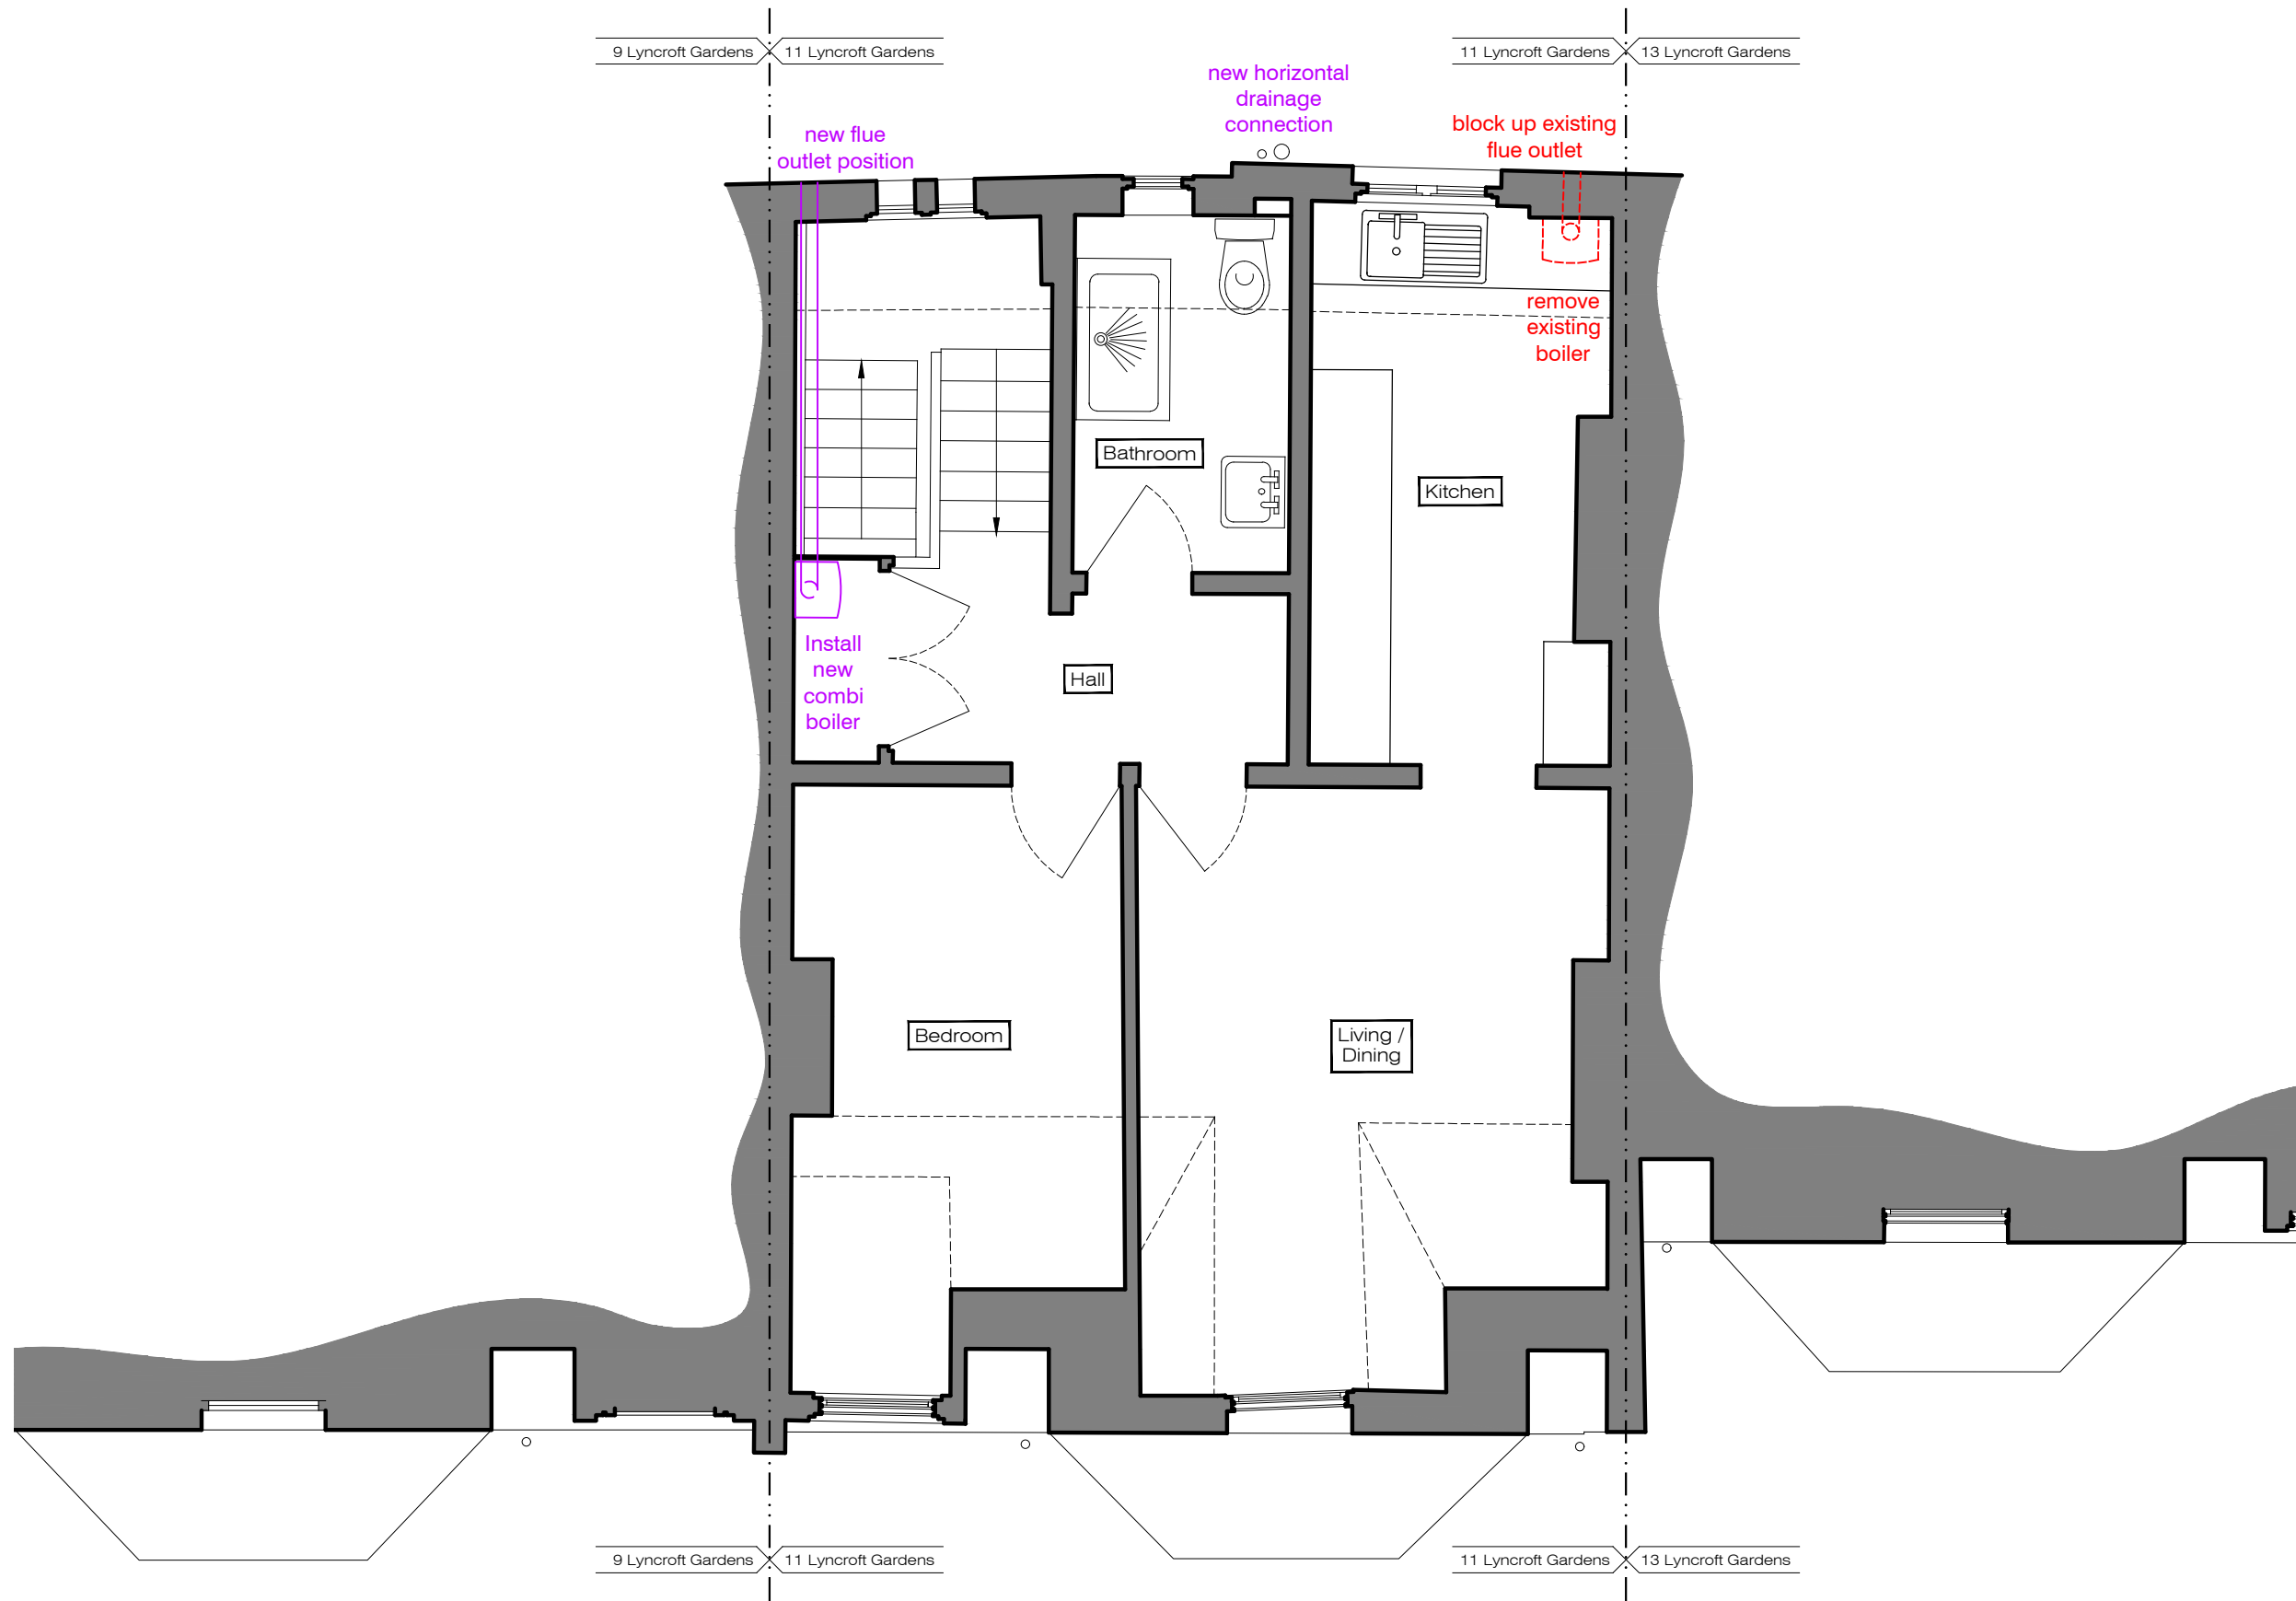 9 Lyncroft Gardens
11 Lyncroft Gardens
11 Lyncroft Gardens
13 Lyncroft Gardens
new horizontal
drainage
connection
new flue
outlet position
block up existing
flue outlet
remove
existing
boiler
Bathroom
Kitchen
Install
new
combi
boiler
Hall
Bedroom
Living /
Dining
9 Lyncroft Gardens
11 Lyncroft Gardens
11 Lyncroft Gardens
13 Lyncroft Gardens